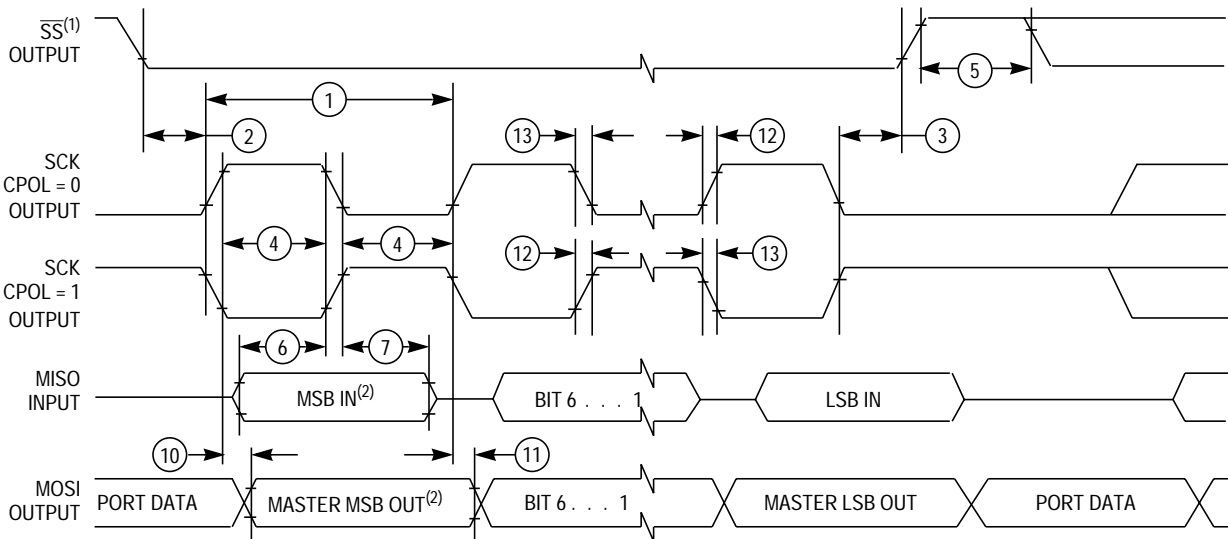 SS(1)
OUTPUT
5
1
2
13
12
3
SCK
CPOL = 0
OUTPUT
4
4
12
13
SCK
CPOL = 1
OUTPUT
6
7
MISO
INPUT
MSB IN(2)
BIT 6 . . . 1
LSB IN
10
11
MOSI
OUTPUT
PORT DATA
MASTER MSB OUT(2)
BIT 6 . . . 1
MASTER LSB OUT
PORT DATA